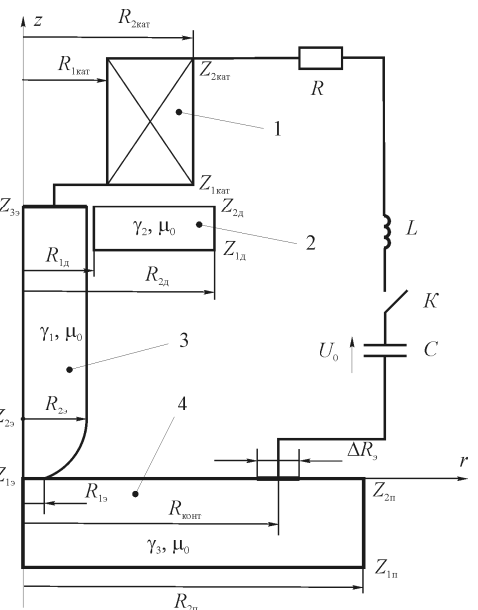 z
R₂кат
R₁кат
Z₂кат
R
1
Z₁кат
Z₃э
Z₂д
γ₂, μ₀
2
Z₁д
R₁д
R₂д
L
К
γ₁, μ₀
3
U₀
C
4
R₂э
Z₂э
ΔRэ
r
Z₁э
R₁э
Rконт
Z₂п
γ₃, μ₀
Z₁п
R₂п